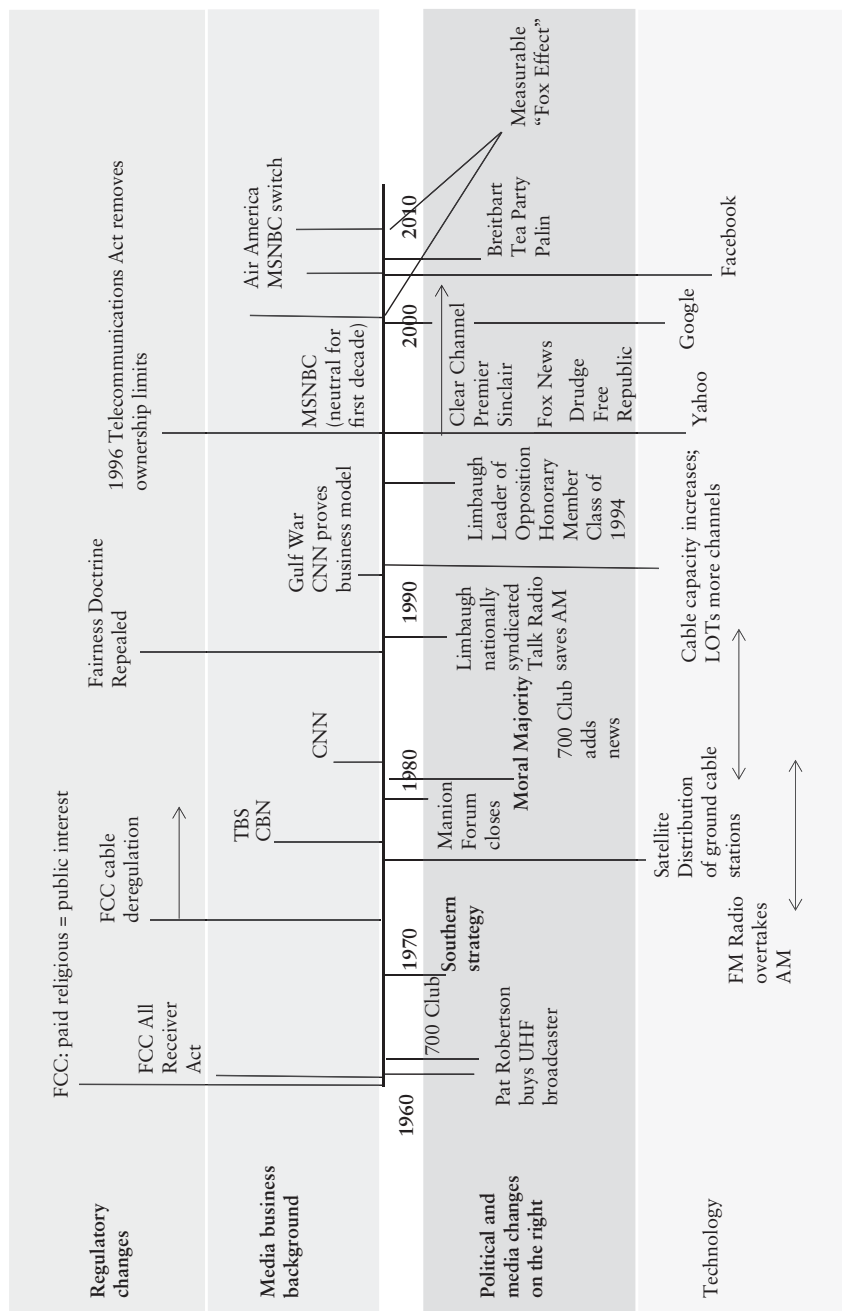 Regulatory
changes
FCC: paid religious = public interest
FCC All
Receiver
Act
FCC cable
deregulation
Fairness Doctrine
Repealed
1996 Telecommunications Act removes
ownership limits
Media business
background
TBS
CBN
CNN
Gulf War
CNN proves
business model
MSNBC
(neutral for
first decade)
Air America
MSNBC switch
1960
1970
1980
1990
2000
2010
Political and
media changes
on the right
Pat Robertson
buys UHF
broadcaster
700 Club
Southern
strategy
Manion
Forum
closes
Moral Majority
700 Club
adds
news
Limbaugh
nationally
syndicated
Talk Radio
saves AM
Limbaugh
Leader of
Opposition
Honorary
Member
Class of
1994
Clear Channel
Premier
Sinclair
Fox News
Drudge
Free
Republic
Breitbart
Tea Party
Palin
Measurable
“Fox Effect”
Technology
FM Radio
overtakes
AM
Satellite
Distribution
of ground cable
stations
Cable capacity increases;
LOTs more channels
Yahoo
Google
Facebook